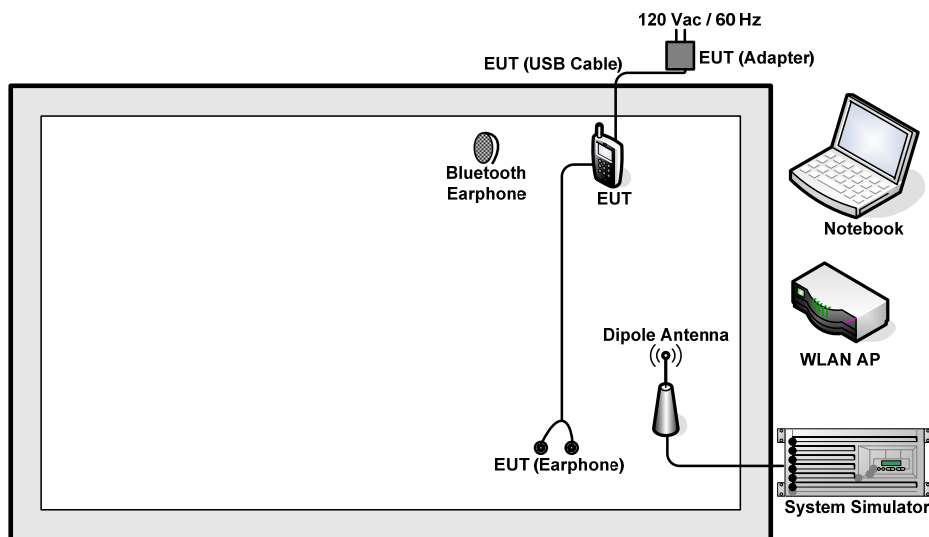 120 Vac / 60 Hz
EUT (USB Cable)
EUT (Adapter)
Bluetooth
Earphone
EUT
Notebook
Dipole Antenna
WLAN AP
EUT (Earphone)
System Simulator